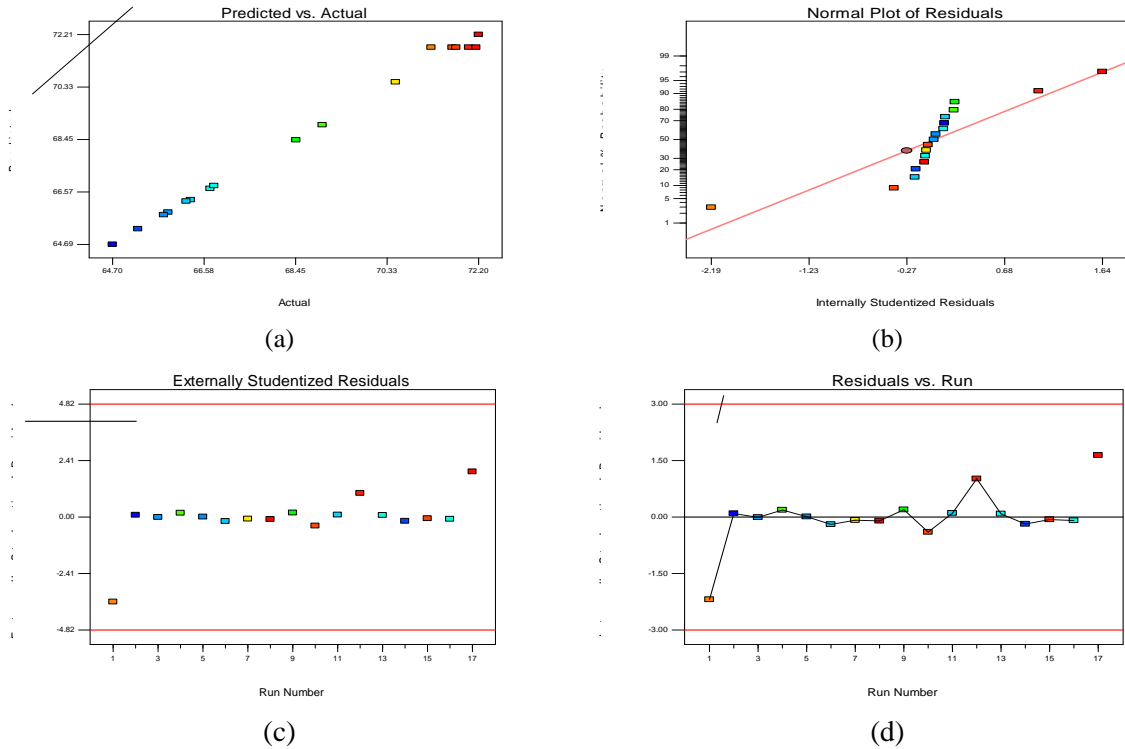 Predicted vs. Actual
72.21
70.33
68.45
66.57
64.69
64.70 66.58 68.45 70.33 72.20
Actual
(a)
Normal Plot of Residuals
99
95
90
80
70
50
30
20
10
5
1
-2.19 -1.23 -0.27 0.68 1.64
Internally Studentized Residuals
(b)
Externally Studentized Residuals
4.82
2.41
0.00
-2.41
-4.82
1 3 5 7 9 11 13 15 17
Run Number
(c)
Residuals vs. Run
3.00
1.50
0.00
-1.50
-3.00
1 3 5 7 9 11 13 15 17
Run Number
(d)